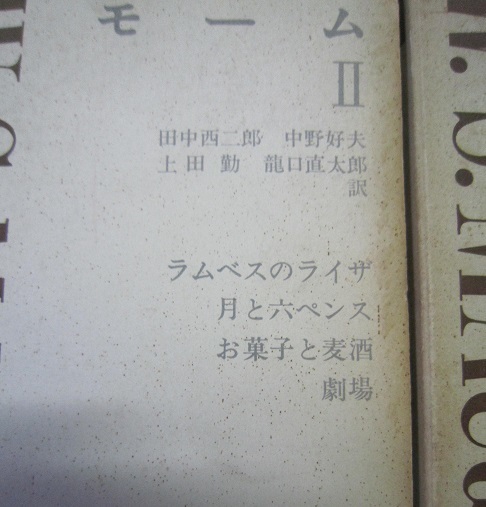 モーム
II
田中西二郎 中野好夫
上田勤 龍口直太郎
訳
ラムベスのライザ
月と六ペンス
お菓子と麦酒
劇場